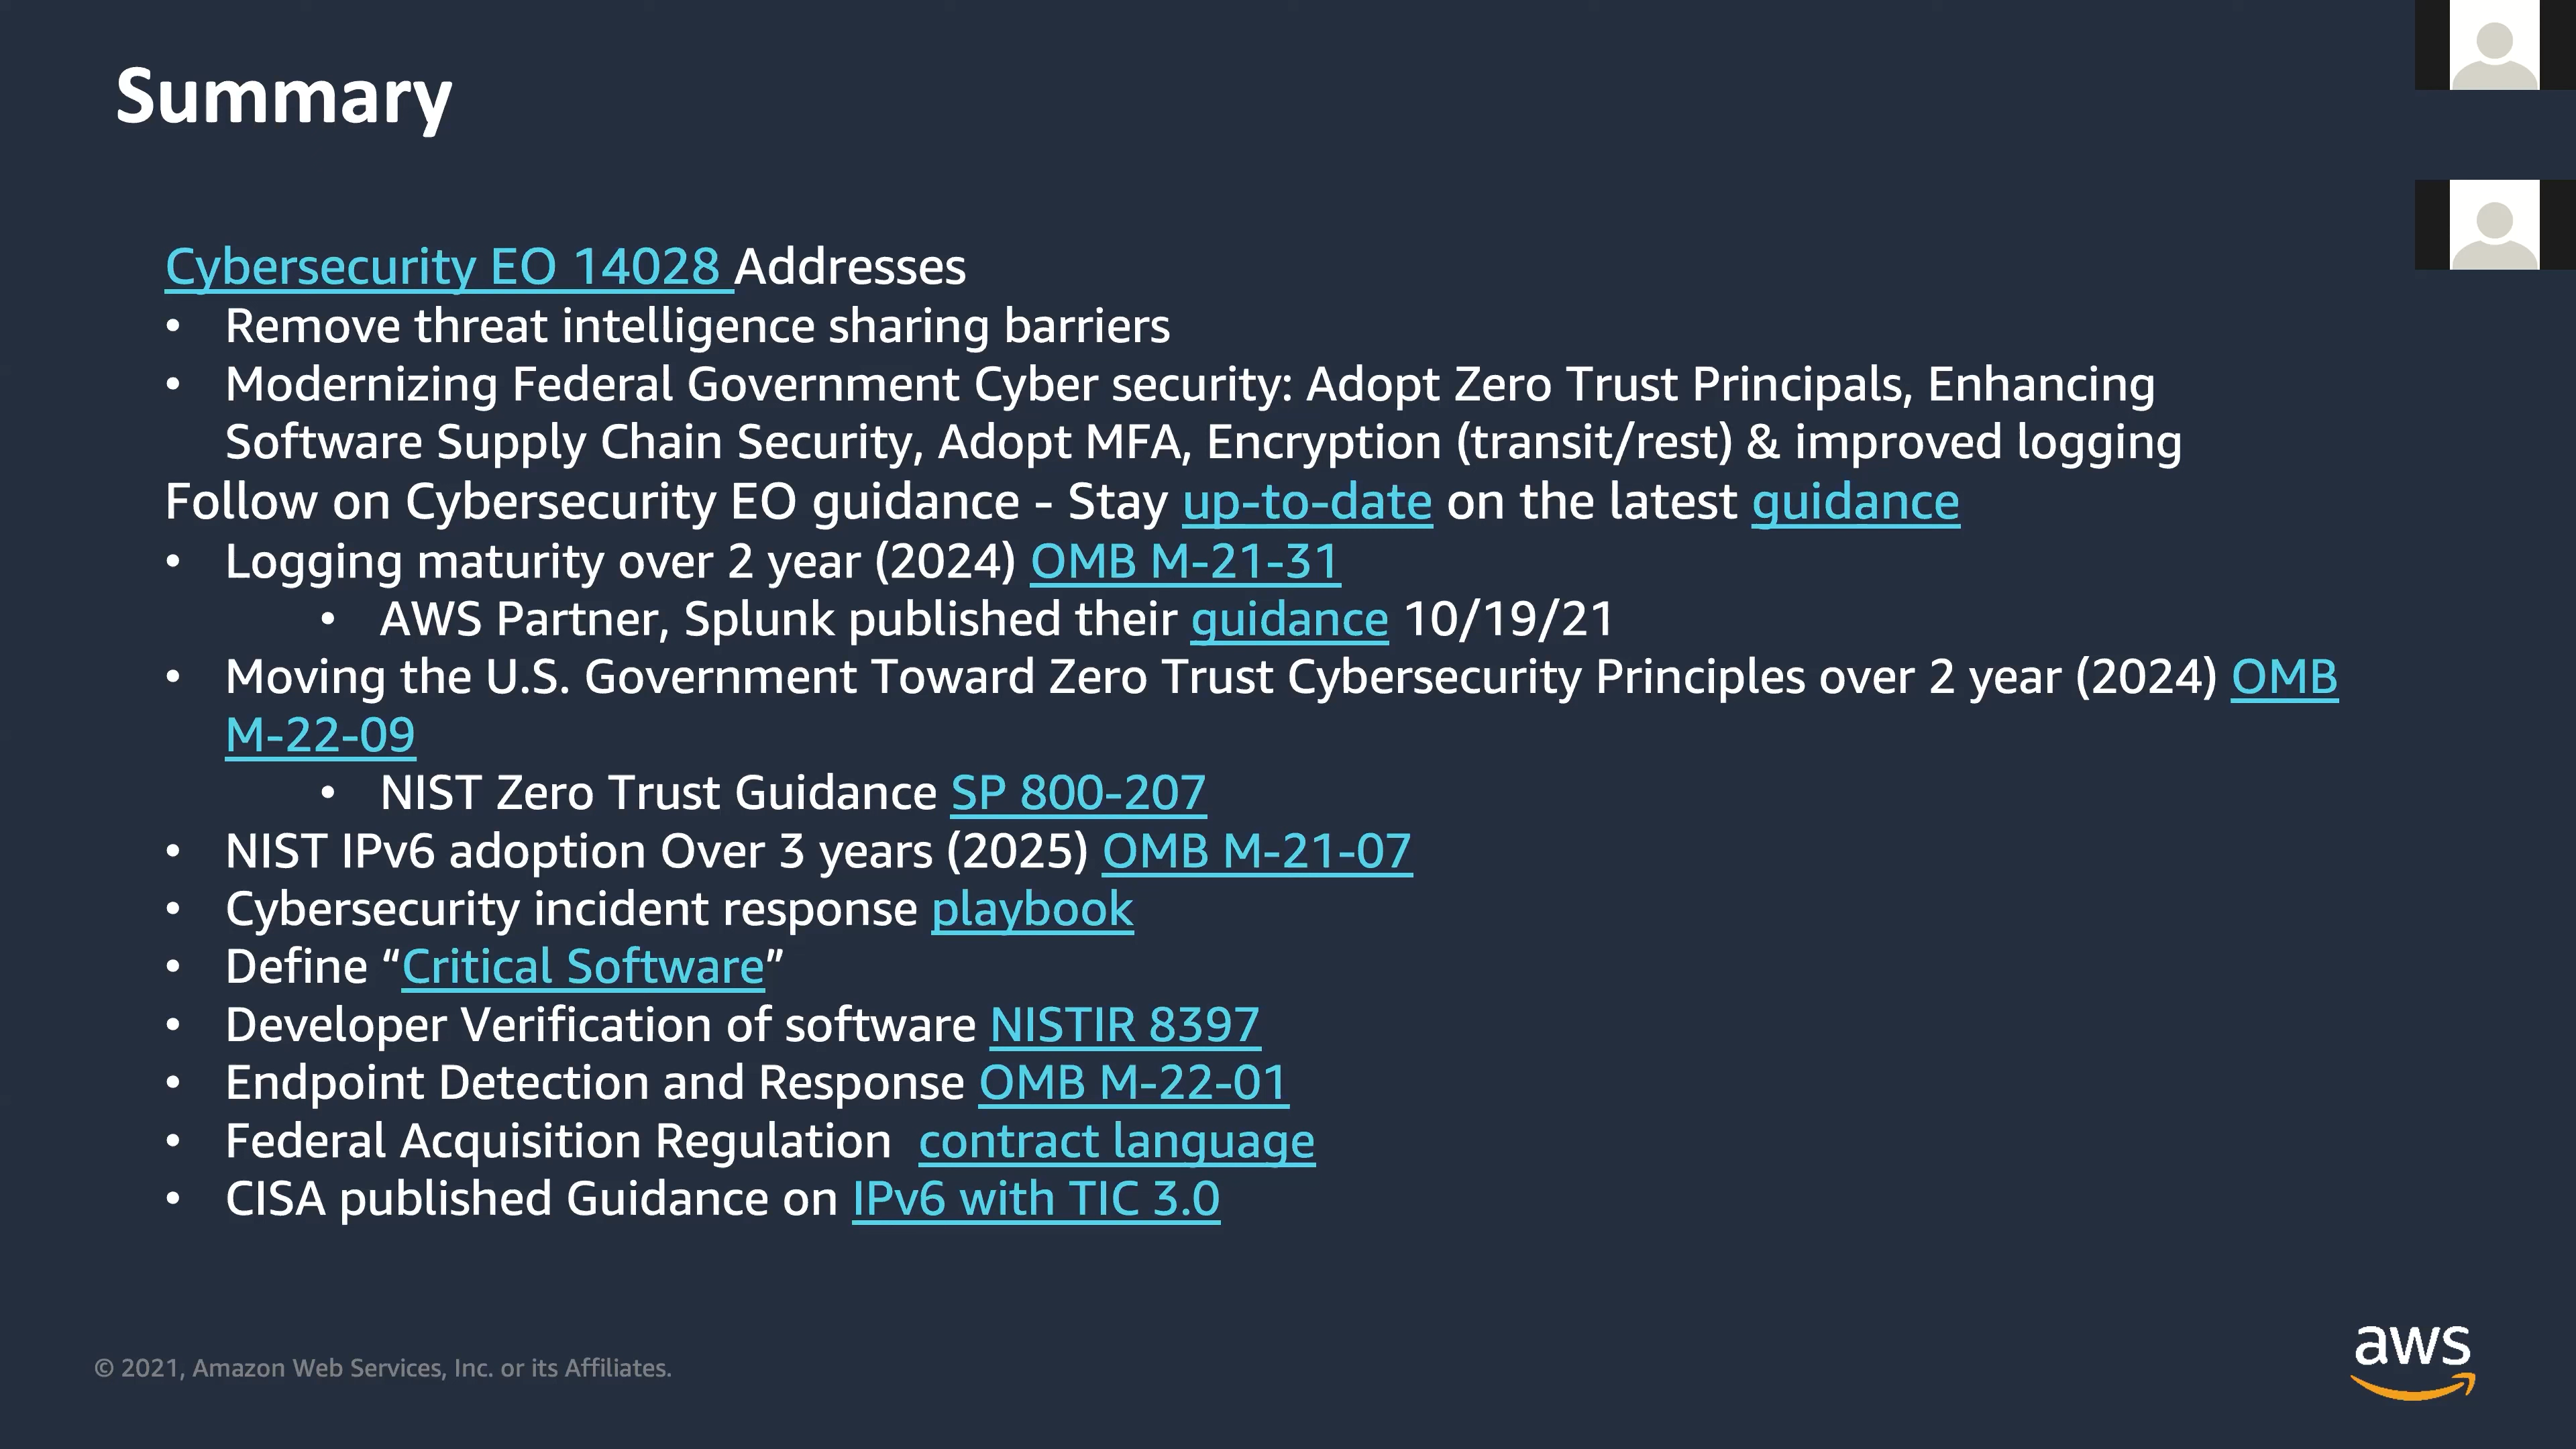 Summary
Cybersecurity EO 14028 Addresses
• Remove threat intelligence sharing barriers
• Modernizing Federal Government Cyber security: Adopt Zero Trust Principals, Enhancing
Software Supply Chain Security, Adopt MFA, Encryption (transit/rest) & improved logging
Follow on Cybersecurity EO guidance - Stay up-to-date on the latest guidance
• Logging maturity over 2 year (2024) OMB M-21-31
• AWS Partner, Splunk published their guidance 10/19/21
• Moving the U.S. Government Toward Zero Trust Cybersecurity Principles over 2 year (2024) OMB
M-22-09
• NIST Zero Trust Guidance SP 800-207
• NIST IPv6 adoption Over 3 years (2025) OMB M-21-07
• Cybersecurity incident response playbook
• Define “Critical Software”
• Developer Verification of software NISTIR 8397
• Endpoint Detection and Response OMB M-22-01
• Federal Acquisition Regulation  contract language
• CISA published Guidance on IPv6 with TIC 3.0
© 2021, Amazon Web Services, Inc. or its Affiliates.
aws